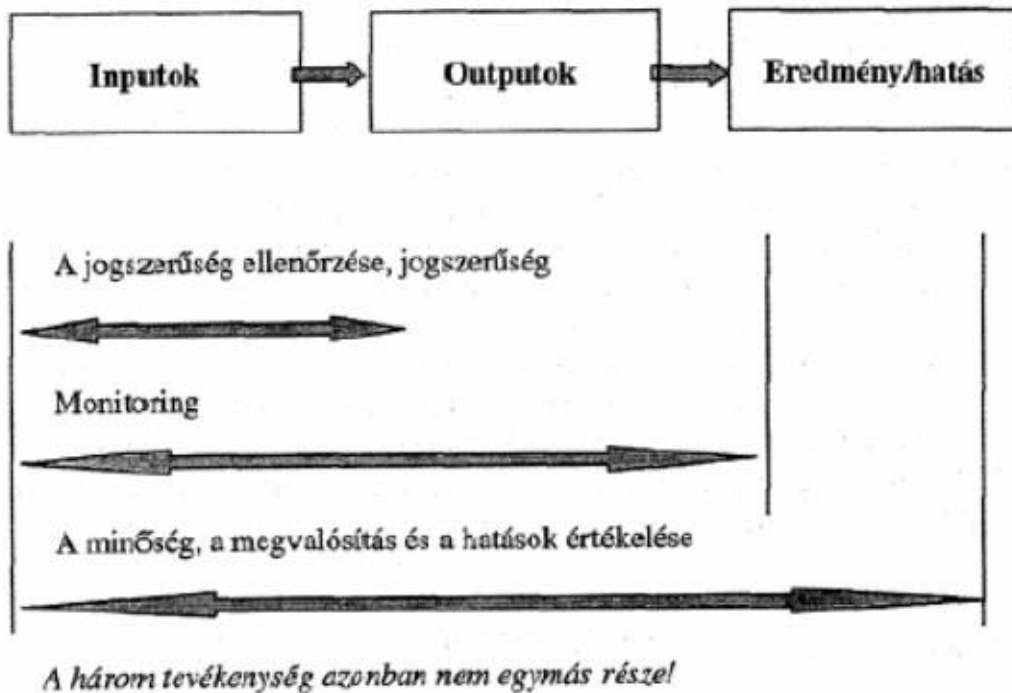 Inputok
Outputok
Eredmény/hatás
A jogszerűség ellenőrzése, jogszerűség
Monitoring
A minőség, a megvalósítás és a hatások értékelése
A három tevékenység azonban nem egymás része!